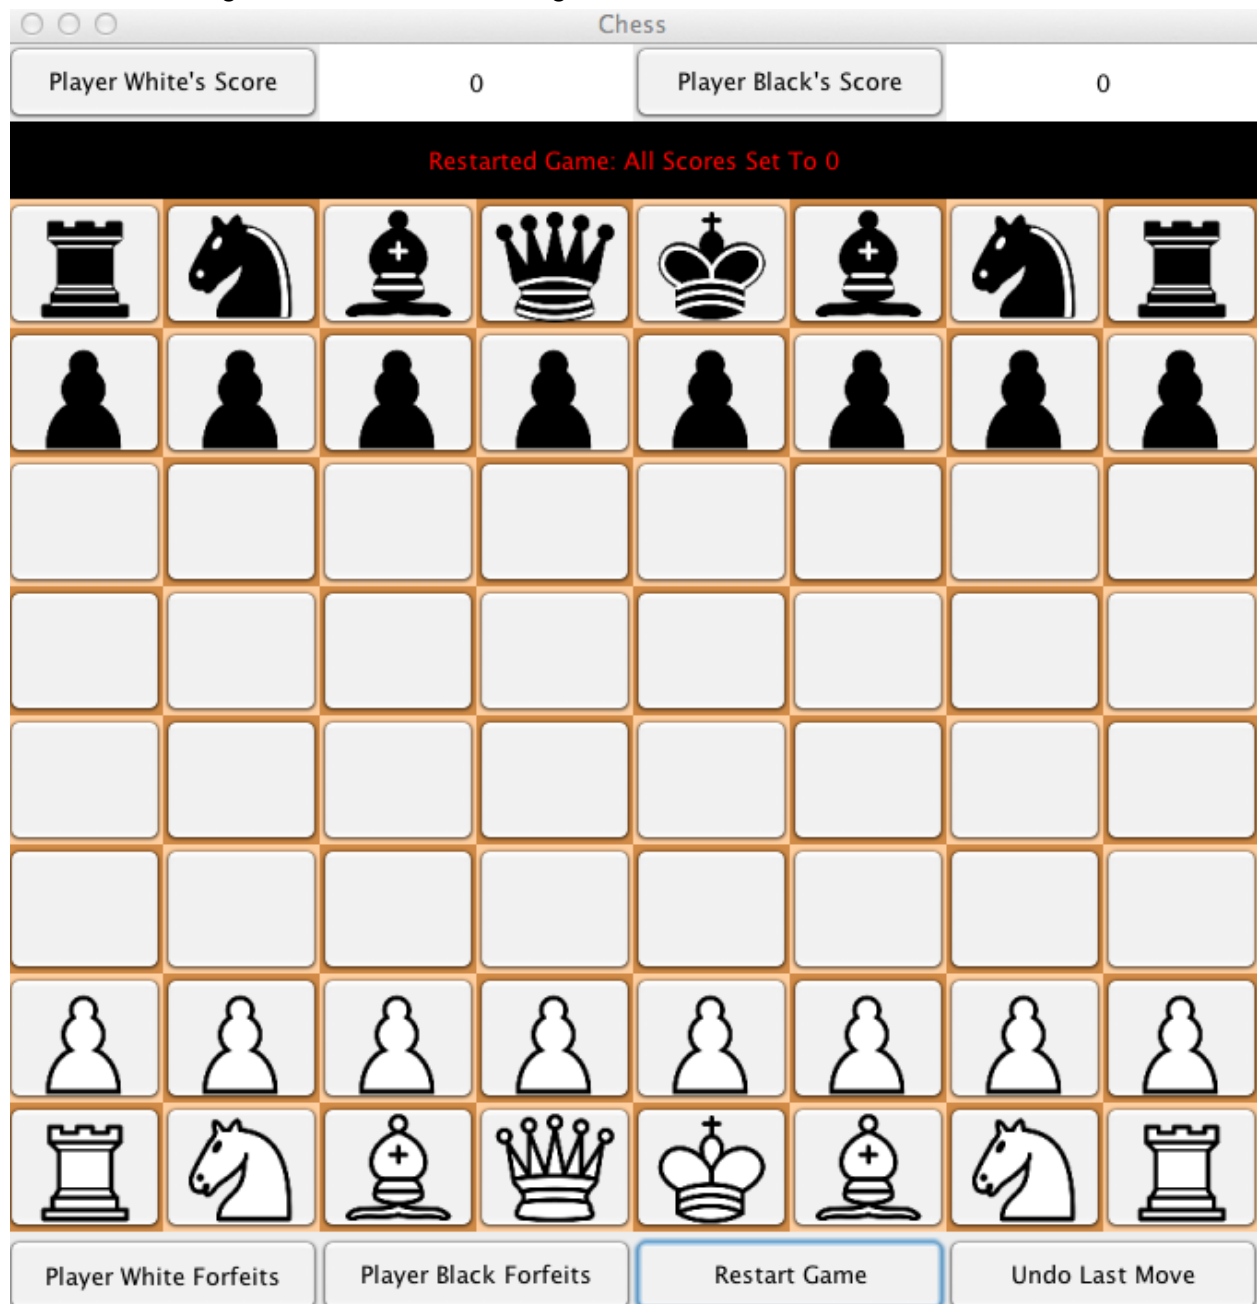 Chess
Player White's Score 0 Player Black's Score 0
Restarted Game: All Scores Set To 0
Player White Forfeits Player Black Forfeits Restart Game Undo Last Move